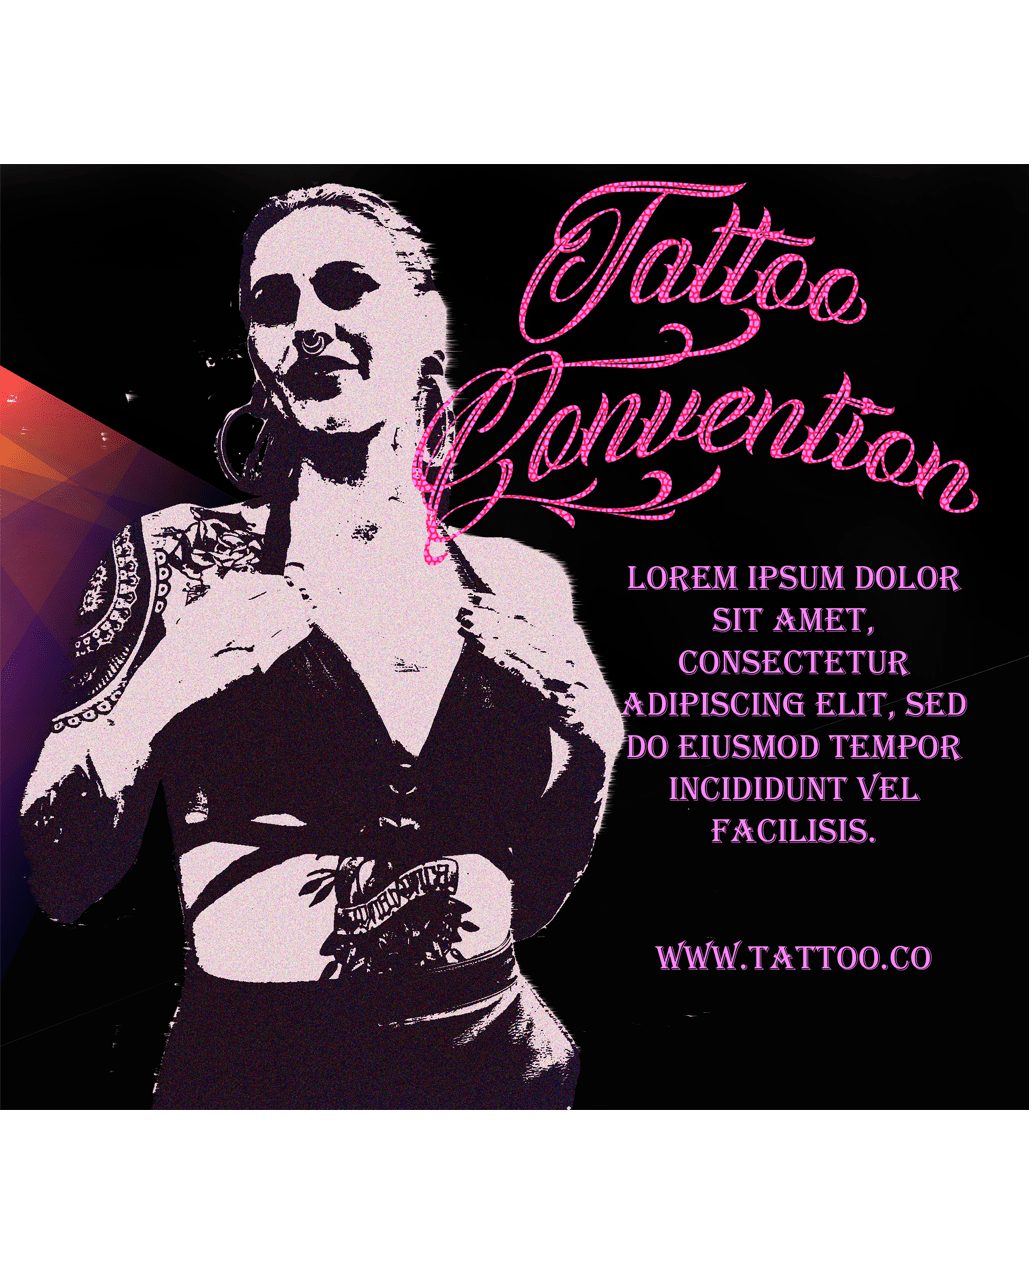 Tattoo
Convention
LOREM IPSUM DOLOR
SIT AMET,
CONSECTETUR
ADIPISCING ELIT, SED
DO EIUSMOD TEMPOR
INCIDIDUNT VEL
FACILISIS.
WWW.TATTOO.CO